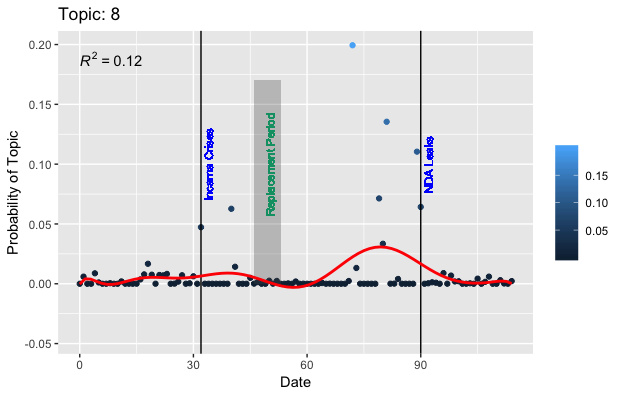 Topic: 8
R² = 0.12
Incarna Crises
Replacement Period
NDA Leaks
Probability of Topic
0.20
0.15
0.10
0.05
0.00
-0.05
0
30
60
90
Date
0.15
0.10
0.05